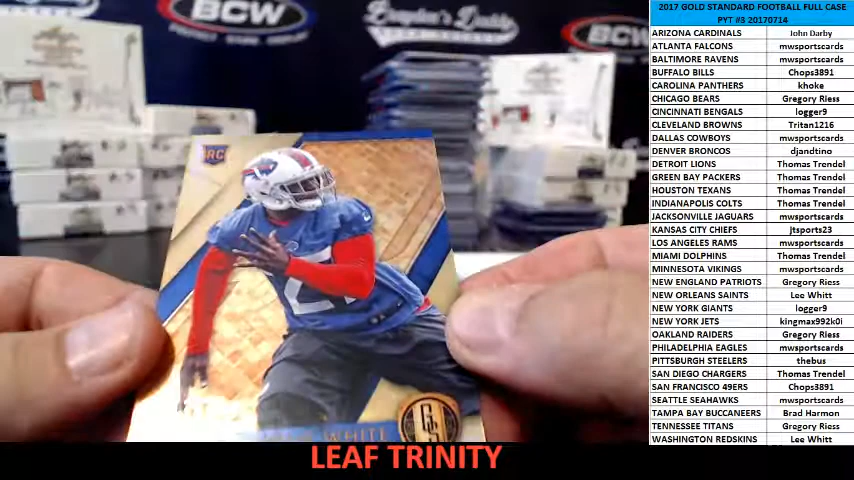 BCW
Brandon's Daddy
BCW
RC
WHITE
GS
LEAF TRINITY
2017 GOLD STANDARD FOOTBALL FULL CASE
PYT #3 20170714
ARIZONA CARDINALS John Darby
ATLANTA FALCONS mwsportscards
BALTIMORE RAVENS mwsportscards
BUFFALO BILLS Chops3891
CAROLINA PANTHERS khoke
CHICAGO BEARS Gregory Riess
CINCINNATI BENGALS logger9
CLEVELAND BROWNS Tritan1216
DALLAS COWBOYS mwsportscards
DENVER BRONCOS djandtino
DETROIT LIONS Thomas Trendel
GREEN BAY PACKERS Thomas Trendel
HOUSTON TEXANS Thomas Trendel
INDIANAPOLIS COLTS Thomas Trendel
JACKSONVILLE JAGUARS mwsportscards
KANSAS CITY CHIEFS jtsports23
LOS ANGELES RAMS mwsportscards
MIAMI DOLPHINS Thomas Trendel
MINNESOTA VIKINGS mwsportscards
NEW ENGLAND PATRIOTS Gregory Riess
NEW ORLEANS SAINTS Lee Whitt
NEW YORK GIANTS logger9
NEW YORK JETS kingmax992k0i
OAKLAND RAIDERS Gregory Riess
PHILADELPHIA EAGLES mwsportscards
PITTSBURGH STEELERS thebus
SAN DIEGO CHARGERS Thomas Trendel
SAN FRANCISCO 49ERS Chops3891
SEATTLE SEAHAWKS mwsportscards
TAMPA BAY BUCCANEERS Brad Harmon
TENNESSEE TITANS Gregory Riess
WASHINGTON REDSKINS Lee Whitt